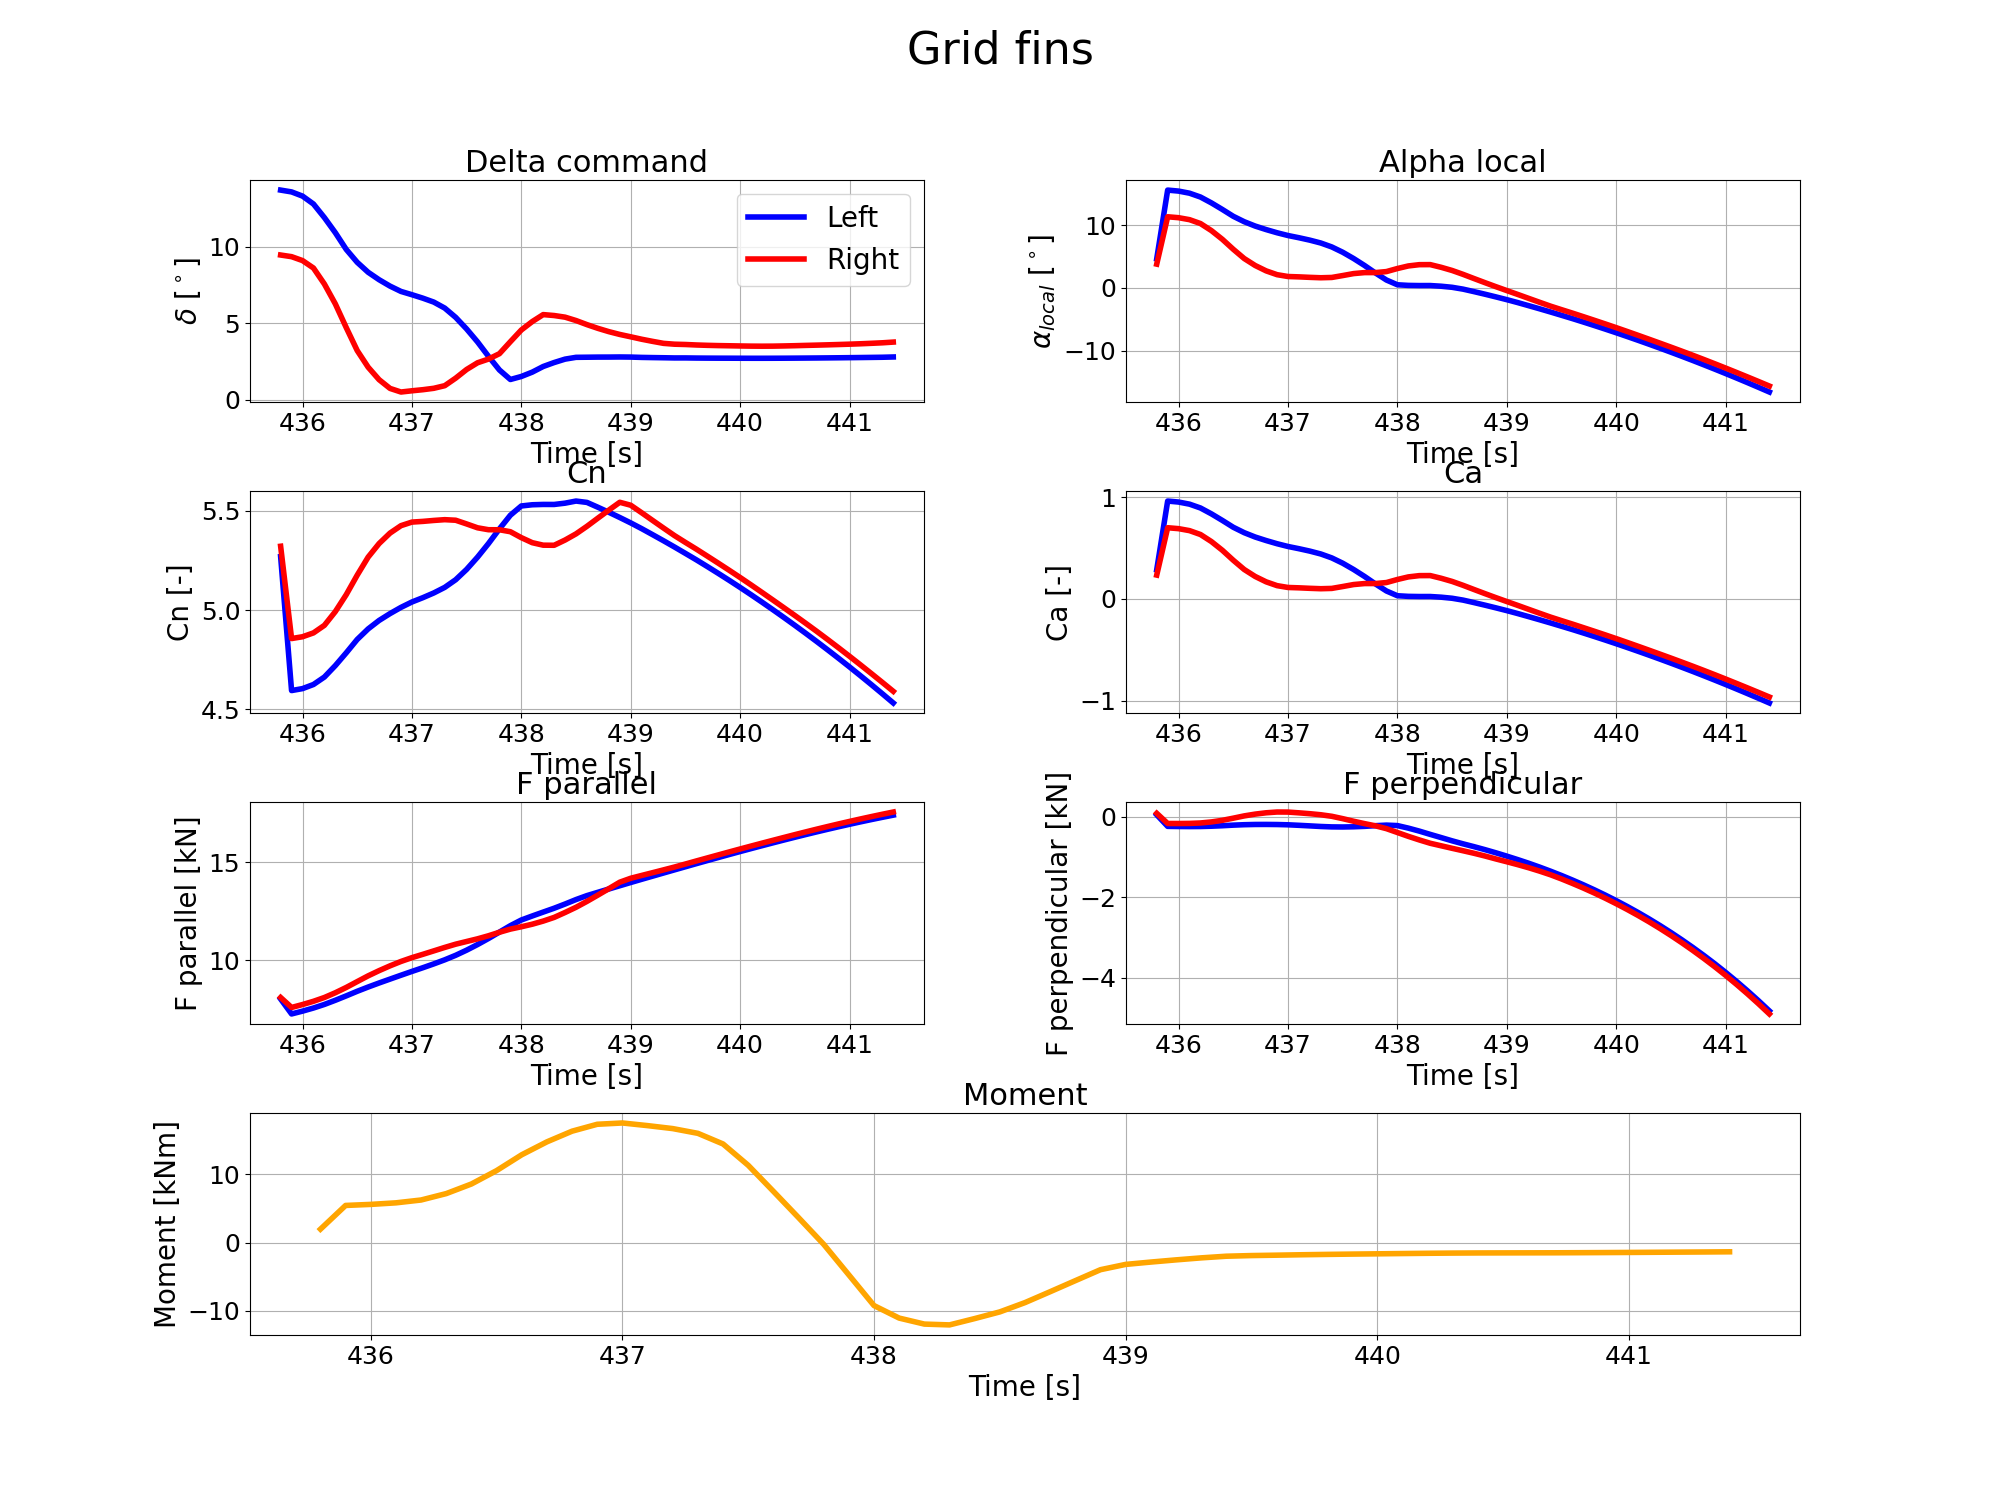 Grid fins
Delta command
δ [°]
10
5
0
Left
Right
436 437 438 439 440 441
Time [s]
Alpha local
α_local [°]
10
0
−10
436 437 438 439 440 441
Time [s]
Cn
Cn [-]
5.5
5.0
4.5
436 437 438 439 440 441
Time [s]
Ca
Ca [-]
1
0
−1
436 437 438 439 440 441
Time [s]
F parallel
F parallel [kN]
15
10
436 437 438 439 440 441
Time [s]
F perpendicular
F perpendicular [kN]
0
−2
−4
436 437 438 439 440 441
Time [s]
Moment
Moment [kNm]
10
0
−10
436 437 438 439 440 441
Time [s]